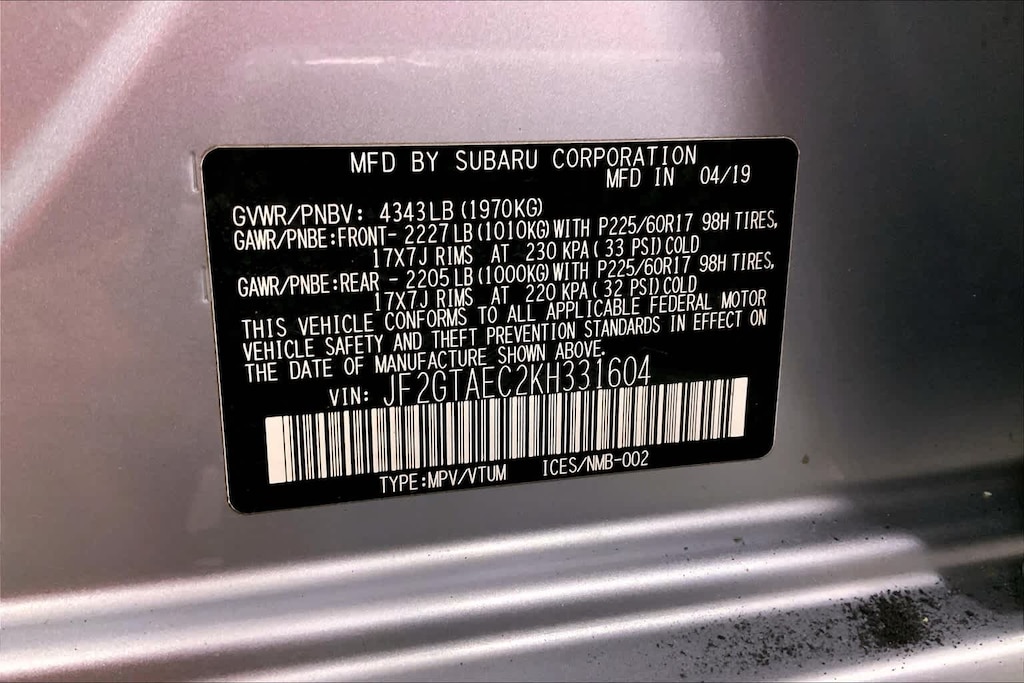 MFD BY SUBARU CORPORATION
MFD IN 04/19
GVWR/PNBV: 4343LB (1970KG)
GAWR/PNBE:FRONT- 2227LB (1010KG) WITH P225/60R17 98H TIRES,
17X7J RIMS AT 230 KPA ( 33 PSI) COLD
GAWR/PNBE:REAR - 2205LB (1000KG) WITH P225/60R17 98H TIRES,
17X7J RIMS AT 220 KPA ( 32 PSI) COLD
THIS VEHICLE CONFORMS TO ALL APPLICABLE FEDERAL MOTOR
VEHICLE SAFETY AND THEFT PREVENTION STANDARDS IN EFFECT ON
THE DATE OF MANUFACTURE SHOWN ABOVE.
VIN: JF2GTAEC2KH331604
TYPE:MPV/VTUM ICES/NMB-002